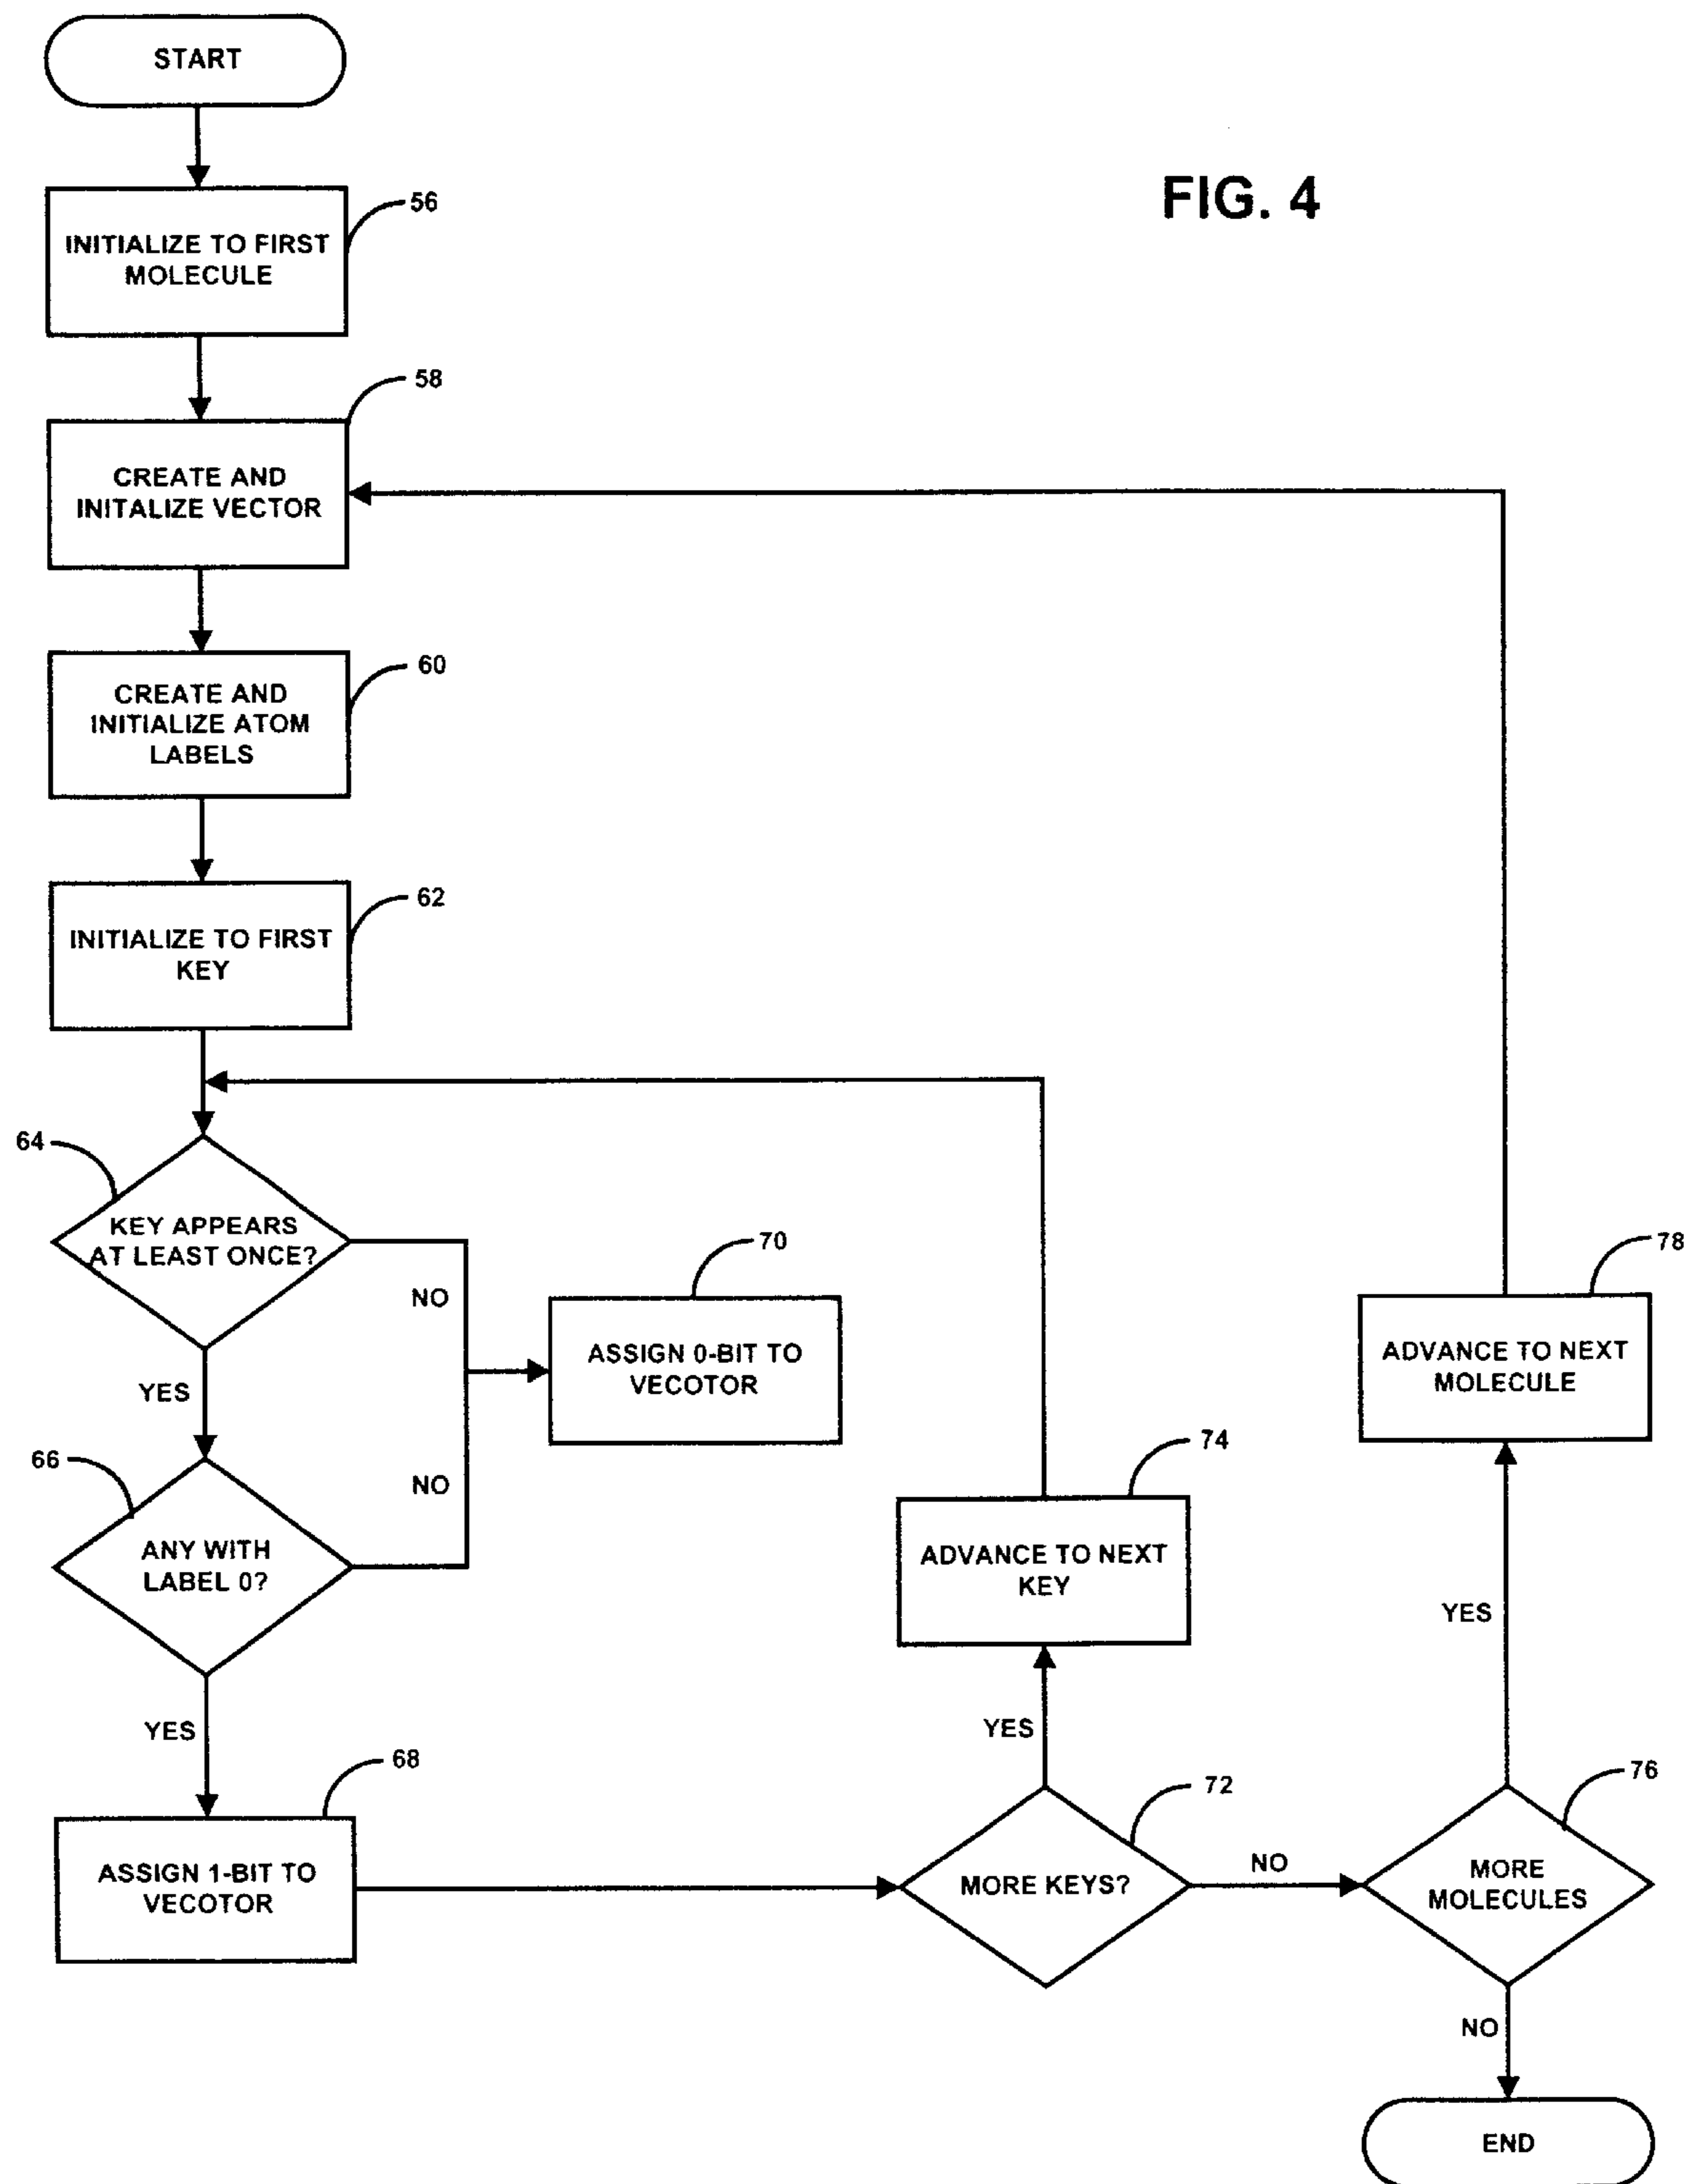 START
FIG. 4
56
INITIALIZE TO FIRST
MOLECULE
58
CREATE AND
INITALIZE VECTOR
60
CREATE AND
INITIALIZE ATOM
LABELS
62
INITIALIZE TO FIRST
KEY
64
KEY APPEARS
AT LEAST ONCE?
NO
YES
70
ASSIGN 0-BIT TO
VECOTOR
66
ANY WITH
LABEL 0?
NO
YES
68
ASSIGN 1-BIT TO
VECOTOR
72
MORE KEYS?
YES
74
ADVANCE TO NEXT
KEY
NO
76
MORE
MOLECULES
YES
78
ADVANCE TO NEXT
MOLECULE
NO
END